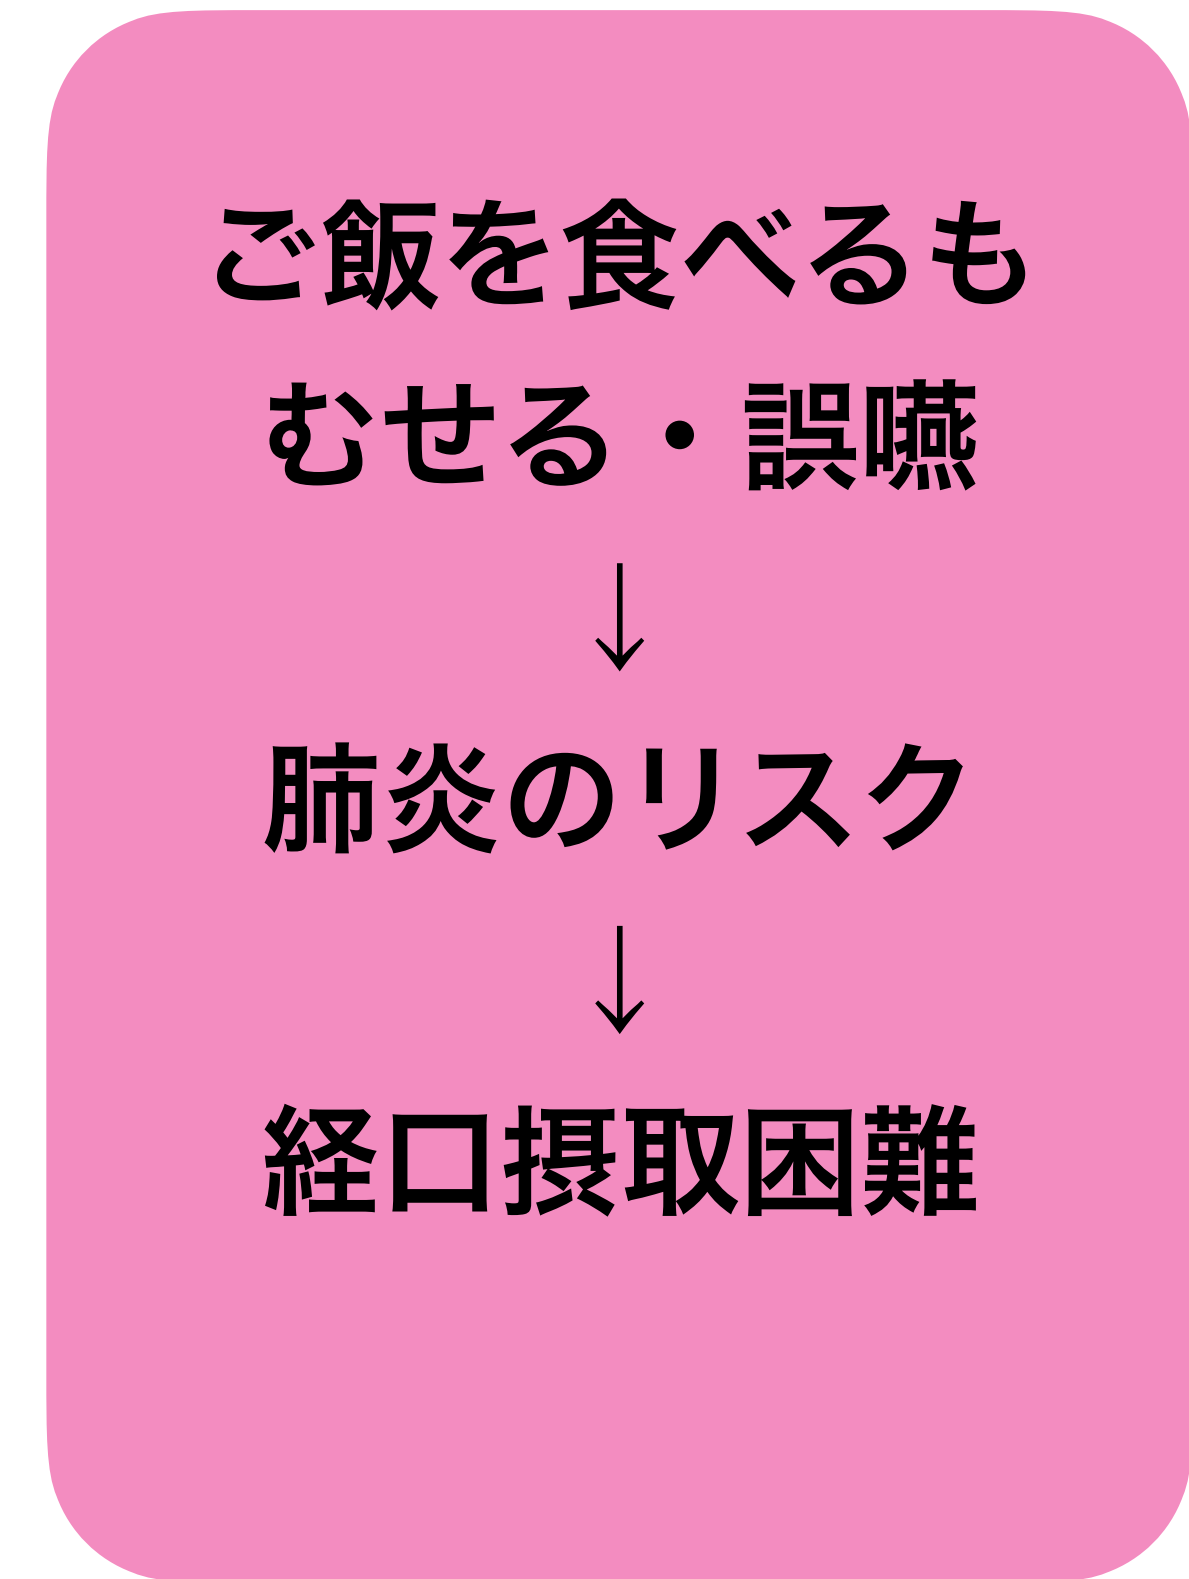 ご飯を食べるも
むせる・誤嚥
↓
肺炎のリスク
↓
経口摂取困難